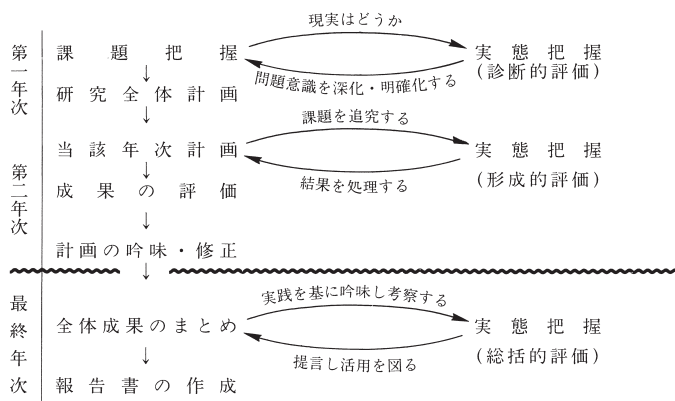 現実はどうか
第一年次
課題把握
実態把握
(診断的評価)
問題意識を深化・明確化する
↓
研究全体計画
↓
課題を追究する
第二年次
当該年次計画
実態把握
(形成的評価)
結果を処理する
↓
成果の評価
↓
計画の吟味・修正
↓
実践を基に吟味し考察する
最終年次
全体成果のまとめ
実態把握
(総括的評価)
提言し活用を図る
↓
報告書の作成